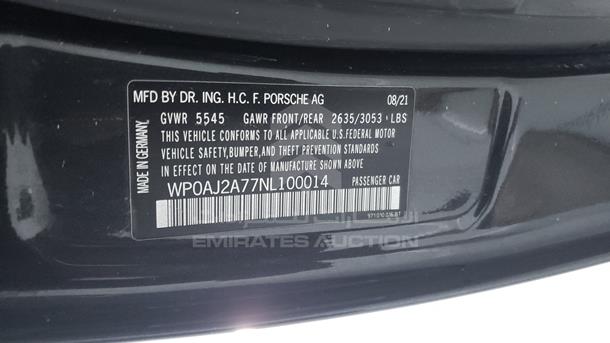 MFD BY DR. ING. H.C. F. PORSCHE AG 08/21
GVWR 5545 GAWR FRONT/REAR 2635/3053 LBS
THIS VEHICLE CONFORMS TO ALL APPLICABLE U.S. FEDERAL MOTOR
VEHICLE SAFETY, BUMPER, AND THEFT PREVENTION STANDARDS
IN EFFECT ON THE DATE OF MANUFACTURE SHOWN ABOVE
WP0AJ2A77NL100014 PASSENGER CAR
MADE IN GERMANY
الإمارات للمزادات
EMIRATES AUCTION